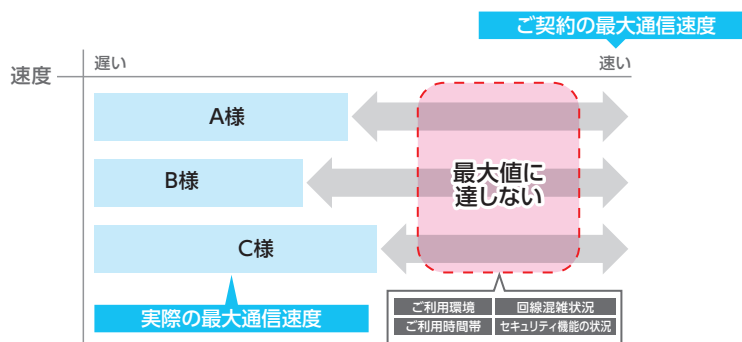 ご契約の最大通信速度
速度
遅い
速い
A様
B様
C様
最大値に
達しない
実際の最大通信速度
ご利用環境
回線混雑状況
ご利用時間帯
セキュリティ機能の状況